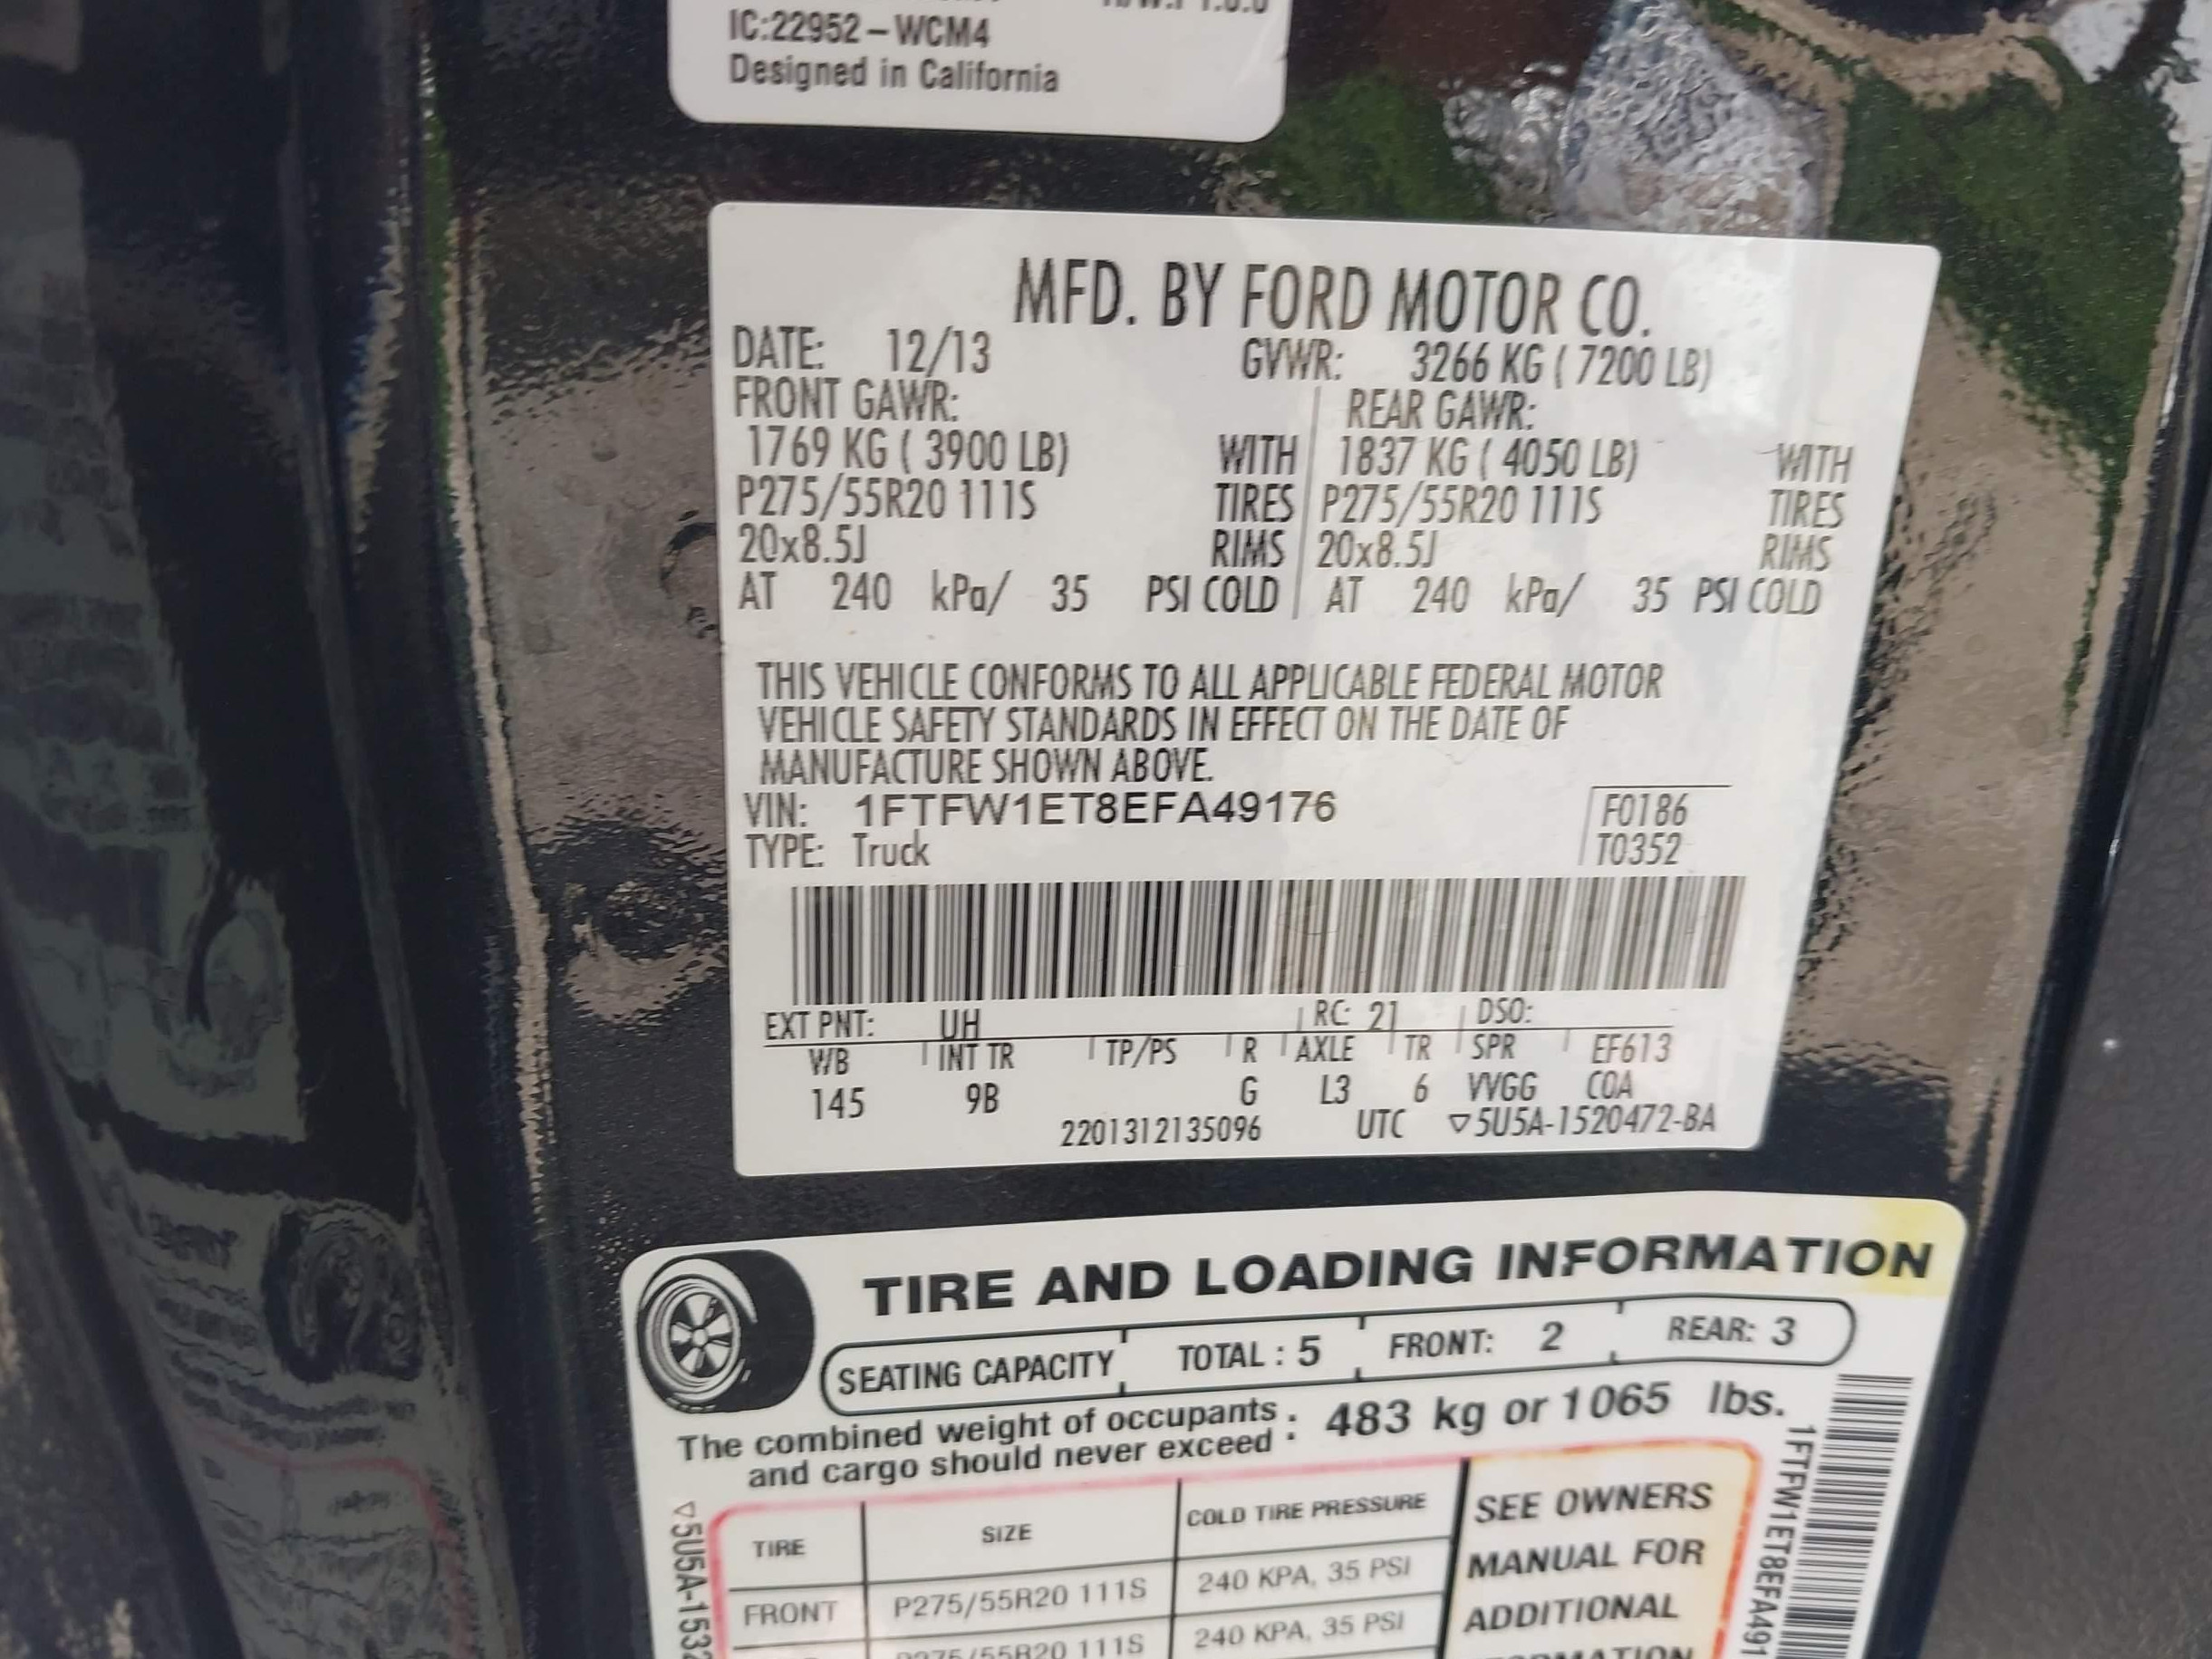 IC:22952-WCM4
Designed in California
MFD. BY FORD MOTOR CO.
DATE: 12/13 GVWR: 3266 KG ( 7200 LB)
FRONT GAWR: REAR GAWR:
1769 KG ( 3900 LB) WITH 1837 KG ( 4050 LB) WITH
P275/55R20 111S TIRES P275/55R20 111S TIRES
20x8.5J RIMS 20x8.5J RIMS
AT 240 kPa/ 35 PSI COLD AT 240 kPa/ 35 PSI COLD
THIS VEHICLE CONFORMS TO ALL APPLICABLE FEDERAL MOTOR
VEHICLE SAFETY STANDARDS IN EFFECT ON THE DATE OF
MANUFACTURE SHOWN ABOVE.
VIN: 1FTFW1ET8EFA49176 F0186
TYPE: Truck T0352
EXT PNT: UH RC: 21 DSO:
WB INT TR TP/PS R AXLE TR SPR EF613
145 9B G L3 6 VVGG COA
2201312135096 UTC ▽5U5A-1520472-BA
TIRE AND LOADING INFORMATION
SEATING CAPACITY TOTAL : 5 FRONT: 2 REAR: 3
The combined weight of occupants
and cargo should never exceed : 483 kg or 1065 lbs.
TIRE SIZE COLD TIRE PRESSURE
FRONT P275/55R20 111S 240 KPA, 35 PSI
P275/55R20 111S 240 KPA, 35 PSI
SEE OWNERS
MANUAL FOR
ADDITIONAL
▽5U5A-1532
1FTFW1ET8EFA491